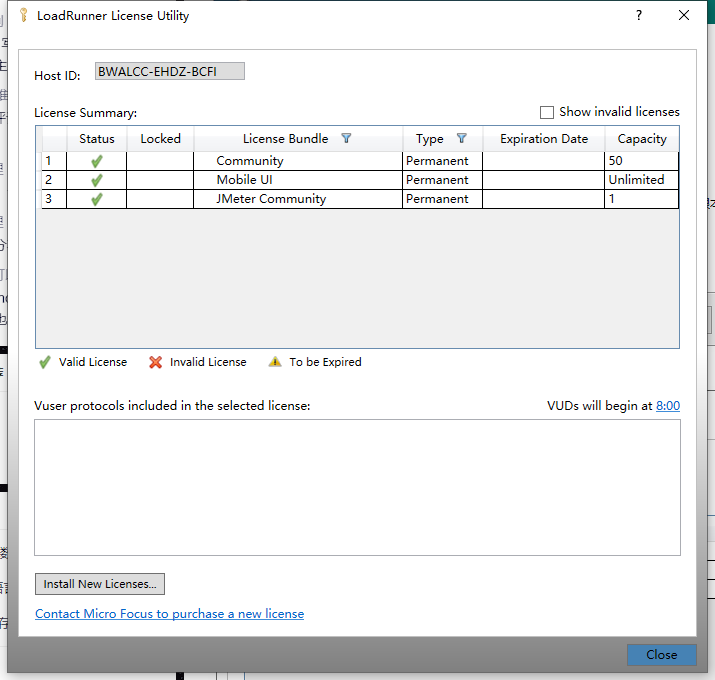 LoadRunner License Utility
?
Host ID: BWALCC-EHDZ-BCFI
License Summary:
Show invalid licenses
Status Locked License Bundle Type Expiration Date Capacity
1 Community Permanent 50
2 Mobile UI Permanent Unlimited
3 JMeter Community Permanent 1
Valid License Invalid License To be Expired
Vuser protocols included in the selected license:
VUDs will begin at 8:00
Install New Licenses...
Contact Micro Focus to purchase a new license
Close